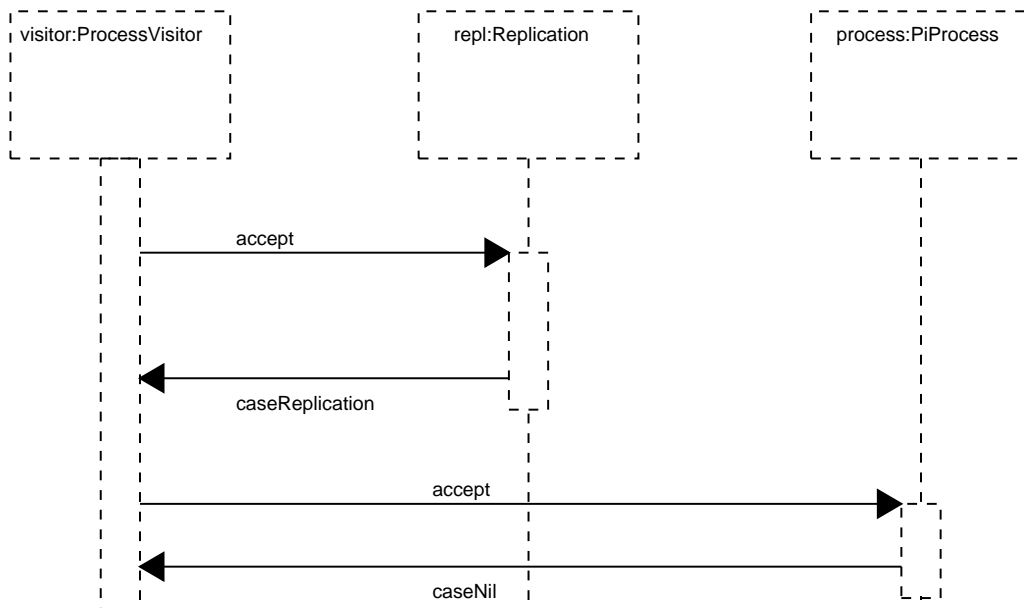 visitor:ProcessVisitor
repl:Replication
process:PiProcess
accept
caseReplication
accept
caseNil